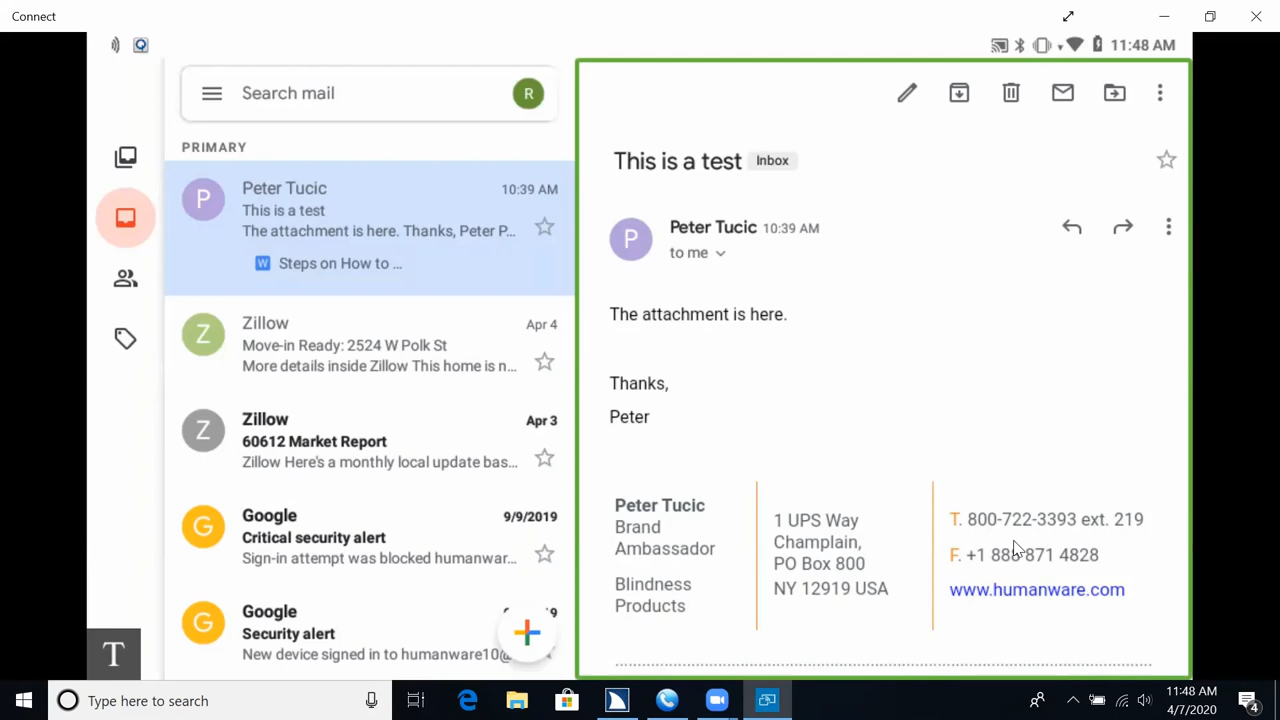 Connect
11:48 AM
Search mail
R
PRIMARY
P
Peter Tucic
10:39 AM
This is a test
The attachment is here. Thanks, Peter P...
W
Steps on How to ...
Z
Zillow
Apr 4
Move-in Ready: 2524 W Polk St
More details inside Zillow This home is n...
Z
Zillow
Apr 3
60612 Market Report
Zillow Here's a monthly local update bas...
G
Google
9/9/2019
Critical security alert
Sign-in attempt was blocked humanwar...
G
Google
Security alert
New device signed in to humanware10@
This is a test
Inbox
P
Peter Tucic 10:39 AM
to me
The attachment is here.
Thanks,
Peter
Peter Tucic
Brand
Ambassador
Blindness
Products
1 UPS Way
Champlain,
PO Box 800
NY 12919 USA
T. 800-722-3393 ext. 219
F. +1 888 871 4828
www.humanware.com
T
Type here to search
11:48 AM
4/7/2020
4